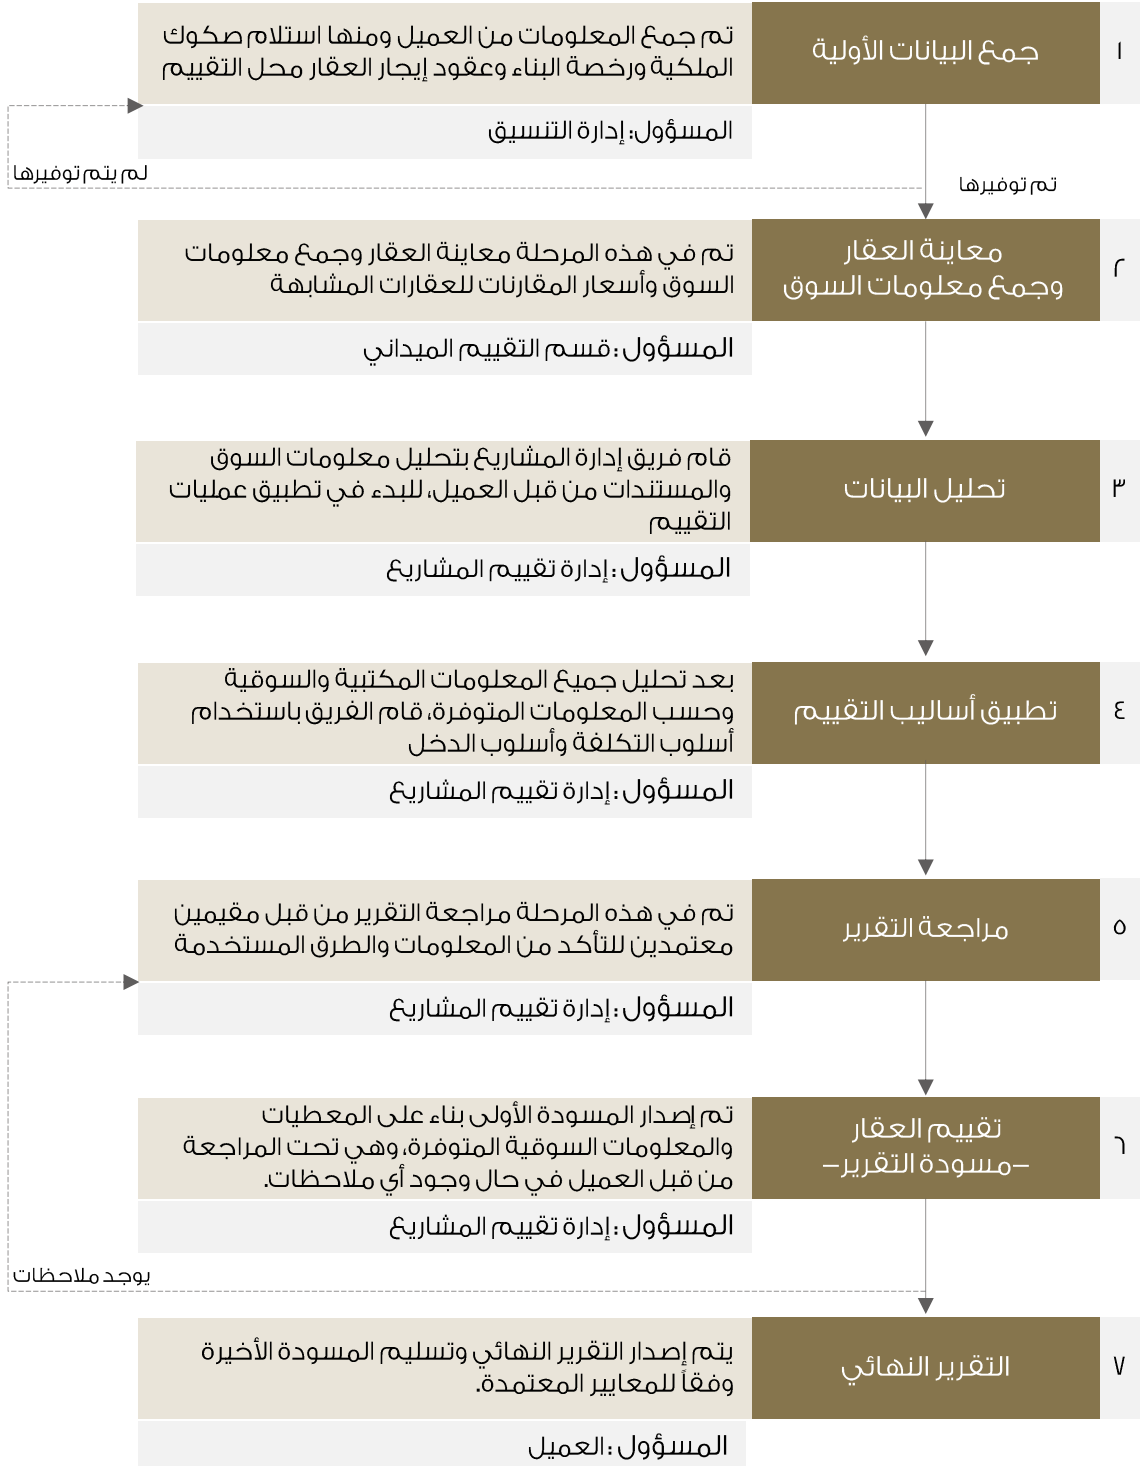 ١
جمع البيانات الأولية
تم جمع المعلومات من العميل ومنها استلام صكوك
الملكية ورخصة البناء وعقود إيجار العقار محل التقييم
المسؤول: إدارة التنسيق
لم يتم توفيرها
تم توفيرها
٢
معاينة العقار
وجمع معلومات السوق
تم في هذه المرحلة معاينة العقار وجمع معلومات
السوق وأسعار المقارنات للعقارات المشابهة
المسؤول : قسم التقييم الميداني
٣
تحليل البيانات
قام فريق إدارة المشاريع بتحليل معلومات السوق
والمستندات من قبل العميل، للبدء في تطبيق عمليات
التقييم
المسؤول : إدارة تقييم المشاريع
٤
تطبيق أساليب التقييم
بعد تحليل جميع المعلومات المكتبية والسوقية
وحسب المعلومات المتوفرة، قام الفريق باستخدام
أسلوب التكلفة وأسلوب الدخل
المسؤول : إدارة تقييم المشاريع
٥
مراجعة التقرير
تم في هذه المرحلة مراجعة التقرير من قبل مقيمين
معتمدين للتأكد من المعلومات والطرق المستخدمة
المسؤول : إدارة تقييم المشاريع
٦
تقييم العقار
–مسودة التقرير–
تم إصدار المسودة الأولى بناء على المعطيات
والمعلومات السوقية المتوفرة، وهي تحت المراجعة
من قبل العميل في حال وجود أي ملاحظات.
المسؤول : إدارة تقييم المشاريع
يوجد ملاحظات
٧
التقرير النهائي
يتم إصدار التقرير النهائي وتسليم المسودة الأخيرة
وفقاً للمعايير المعتمدة.
المسؤول : العميل